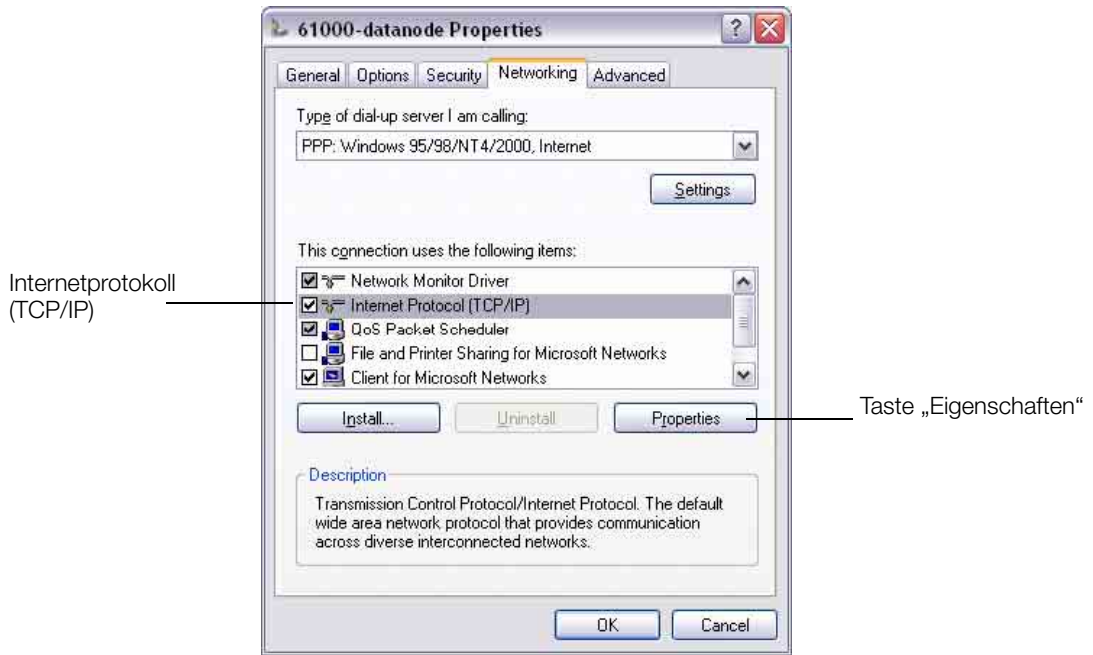 61000-datanode Properties
General Options Security Networking Advanced
Type of dial-up server I am calling:
PPP: Windows 95/98/NT4/2000, Internet
Settings
This connection uses the following items:
Network Monitor Driver
Internet Protocol (TCP/IP)
QoS Packet Scheduler
File and Printer Sharing for Microsoft Networks
Client for Microsoft Networks
Internetprotokoll
(TCP/IP)
Install... Uninstall Properties
Taste „Eigenschaften“
Description
Transmission Control Protocol/Internet Protocol. The default
wide area network protocol that provides communication
across diverse interconnected networks.
OK Cancel